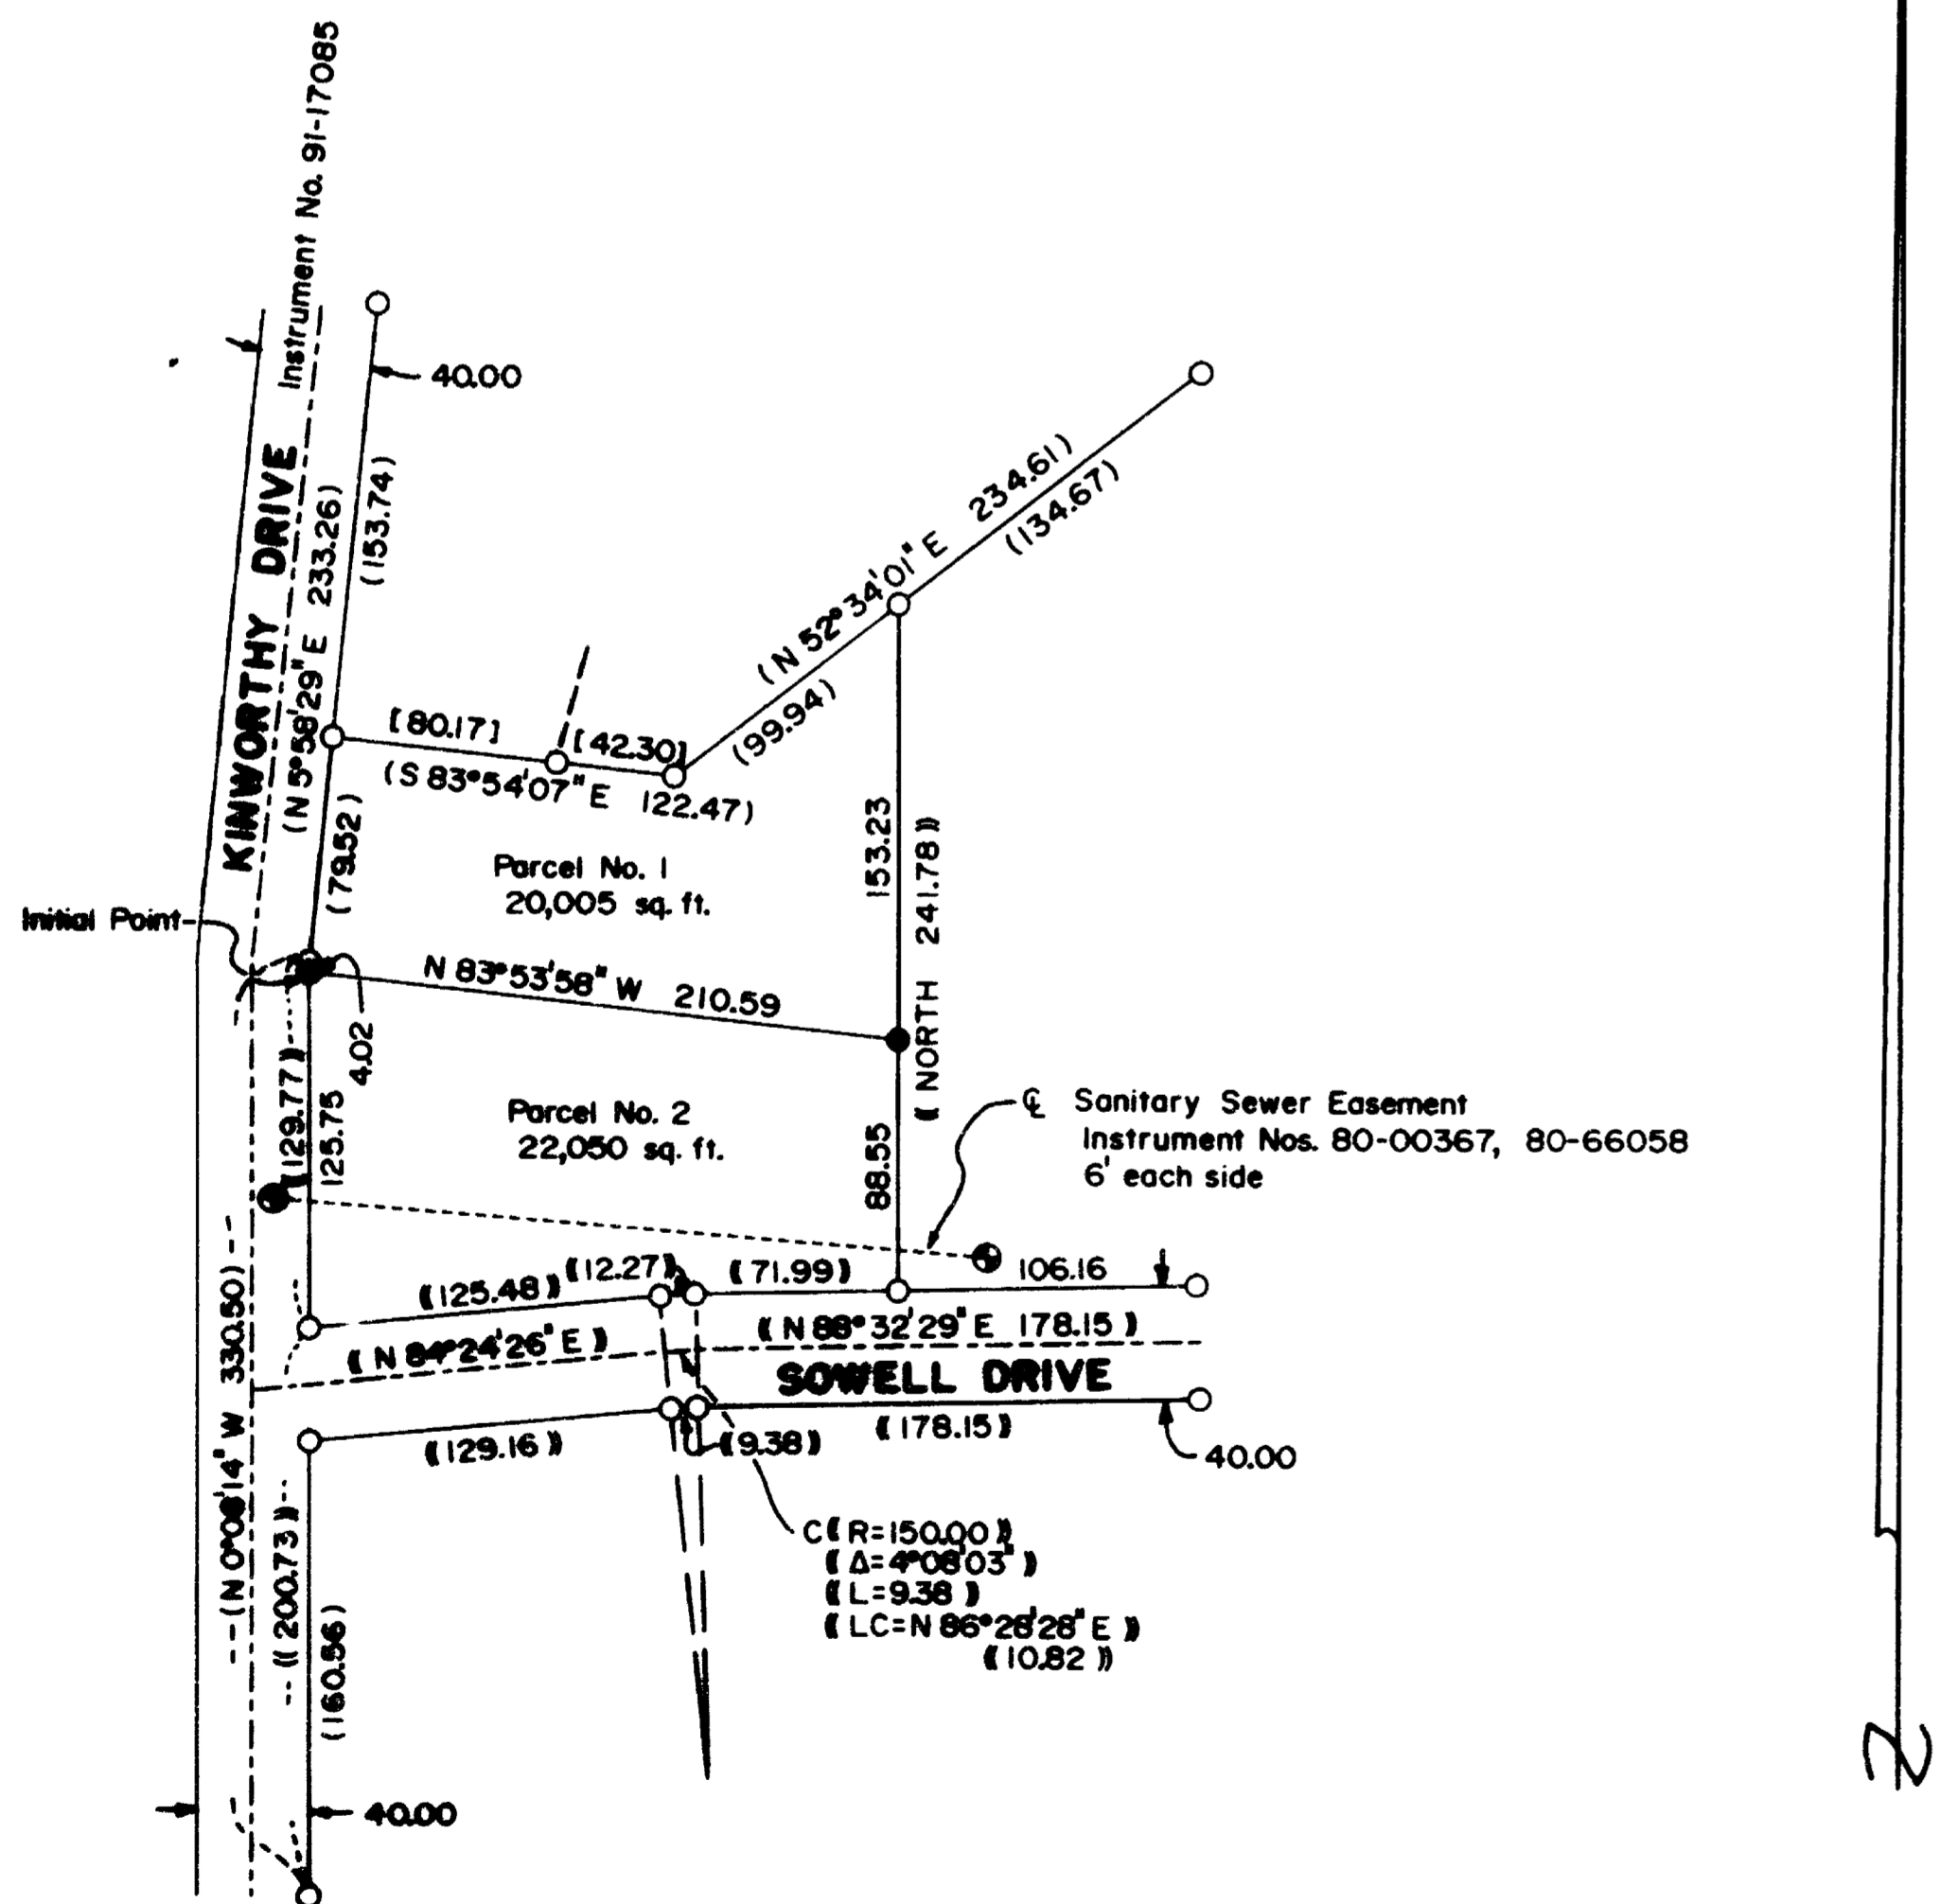 Instrument No. 91-17085
KINWORTHY DRIVE
40.00
(153.74)
(N 5°58'29" E 233.26)
(N 52°34'01" E 234.61)
(134.67)
(99.94)
[80.17]
[42.30]
(S 83°54'07" E 122.47)
(79.52)
Parcel No. 1
20,005 sq. ft.
153.23
((NORTH 241.78))
Initial Point
N 83°53'58" W 210.59
4.02
((129.77))
125.75
Parcel No. 2
22,050 sq. ft.
88.55
℄ Sanitary Sewer Easement
Instrument Nos. 80-00367, 80-66058
6' each side
((125.48))
((12.27))
((71.99))
106.16
((N 84°24'26" E))
((N 88°32'29" E 178.15))
SOWELL DRIVE
((129.16))
((9.38))
((178.15))
40.00
(N 0°08'14" W 330.50)
((200.73))
(160.56)
C((R=150.00))
((Δ=4°08'03"))
((L=9.38))
((LC=N 86°28'28" E))
((10.82))
40.00
2